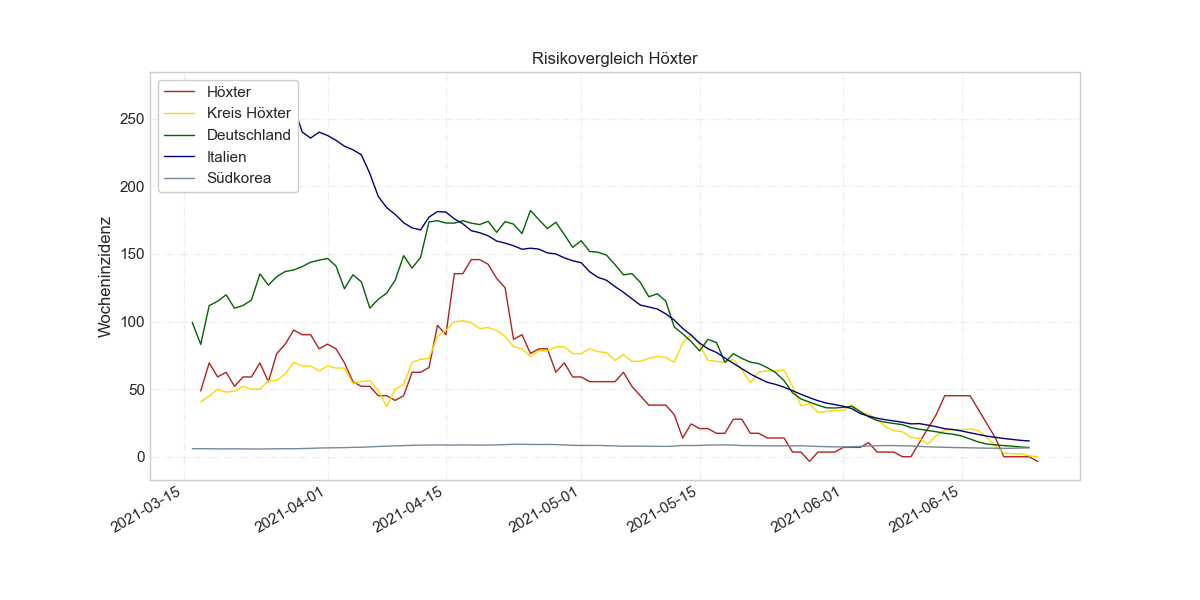 Risikovergleich Höxter
Höxter
Kreis Höxter
Deutschland
Italien
Südkorea
Wocheninzidenz
250
200
150
100
50
0
2021-03-15
2021-04-01
2021-04-15
2021-05-01
2021-05-15
2021-06-01
2021-06-15